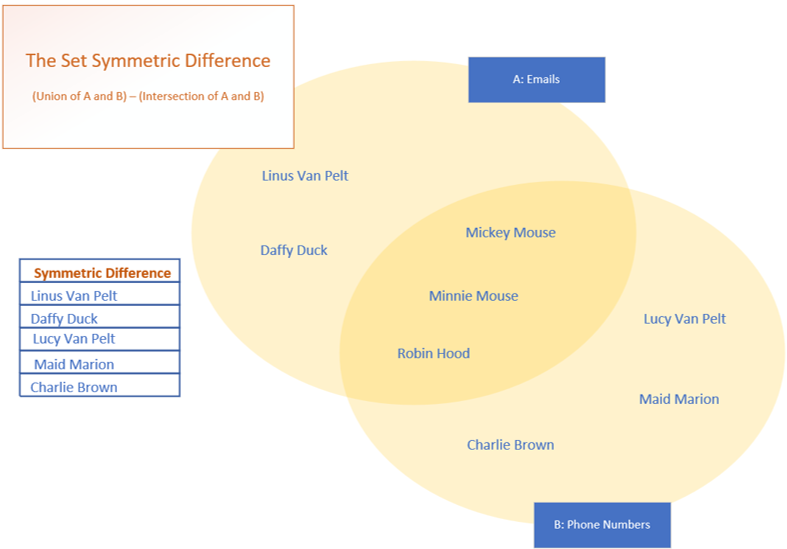 The Set Symmetric Difference
(Union of A and B) – (Intersection of A and B)
A: Emails
Linus Van Pelt
Daffy Duck
Mickey Mouse
Minnie Mouse
Robin Hood
Lucy Van Pelt
Maid Marion
Charlie Brown
B: Phone Numbers
Symmetric Difference
Linus Van Pelt
Daffy Duck
Lucy Van Pelt
Maid Marion
Charlie Brown